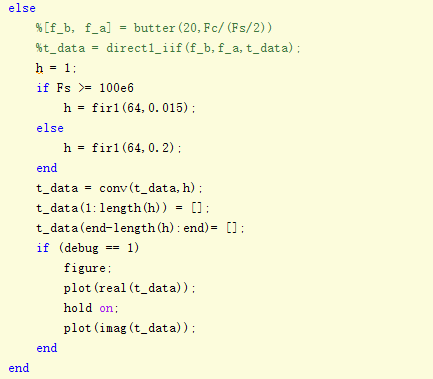 else
%[f_b, f_a] = butter(20,Fc/(Fs/2))
%t_data = direct1_iif(f_b,f_a,t_data);
h = 1;
if Fs >= 100e6
h = fir1(64,0.015);
else
h = fir1(64,0.2);
end
t_data = conv(t_data,h);
t_data(1:length(h)) = [];
t_data(end-length(h):end)= [];
if (debug == 1)
figure;
plot(real(t_data));
hold on;
plot(imag(t_data));
end
end